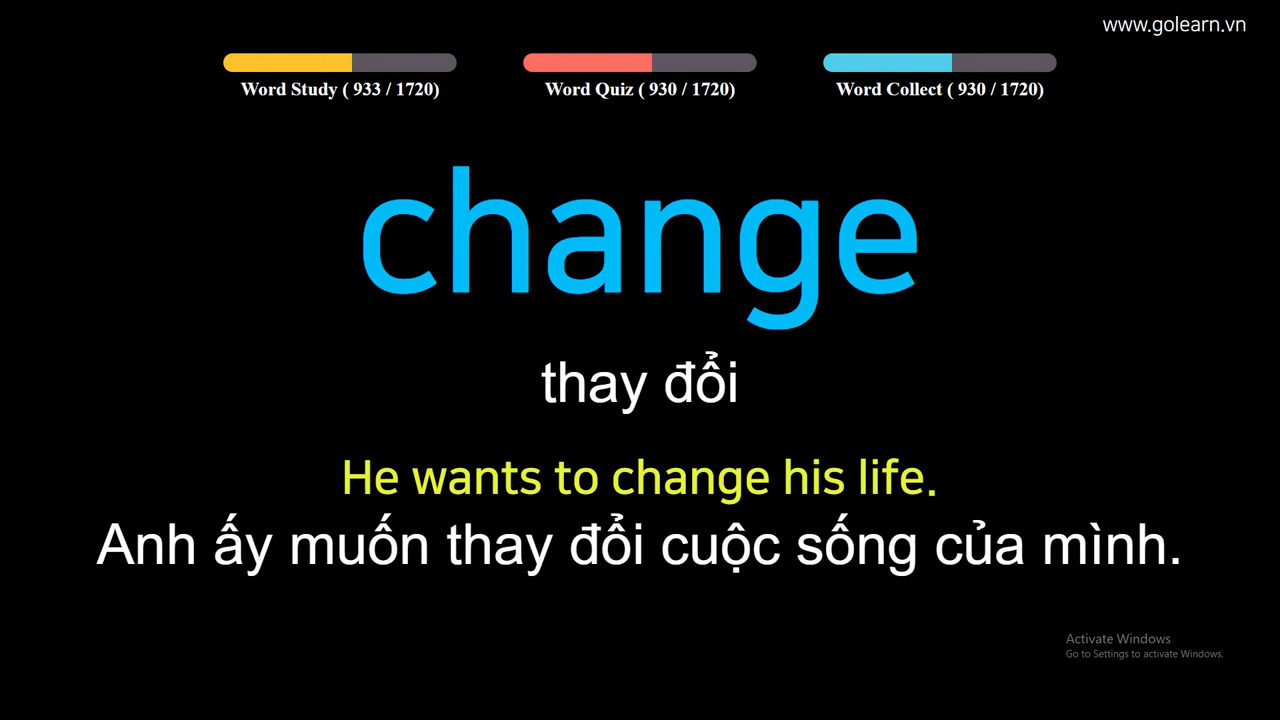 www.golearn.vn
Word Study ( 933 / 1720)
Word Quiz ( 930 / 1720)
Word Collect ( 930 / 1720)
change
thay đổi
He wants to change his life.
Anh ấy muốn thay đổi cuộc sống của mình.
Activate Windows
Go to Settings to activate Windows.